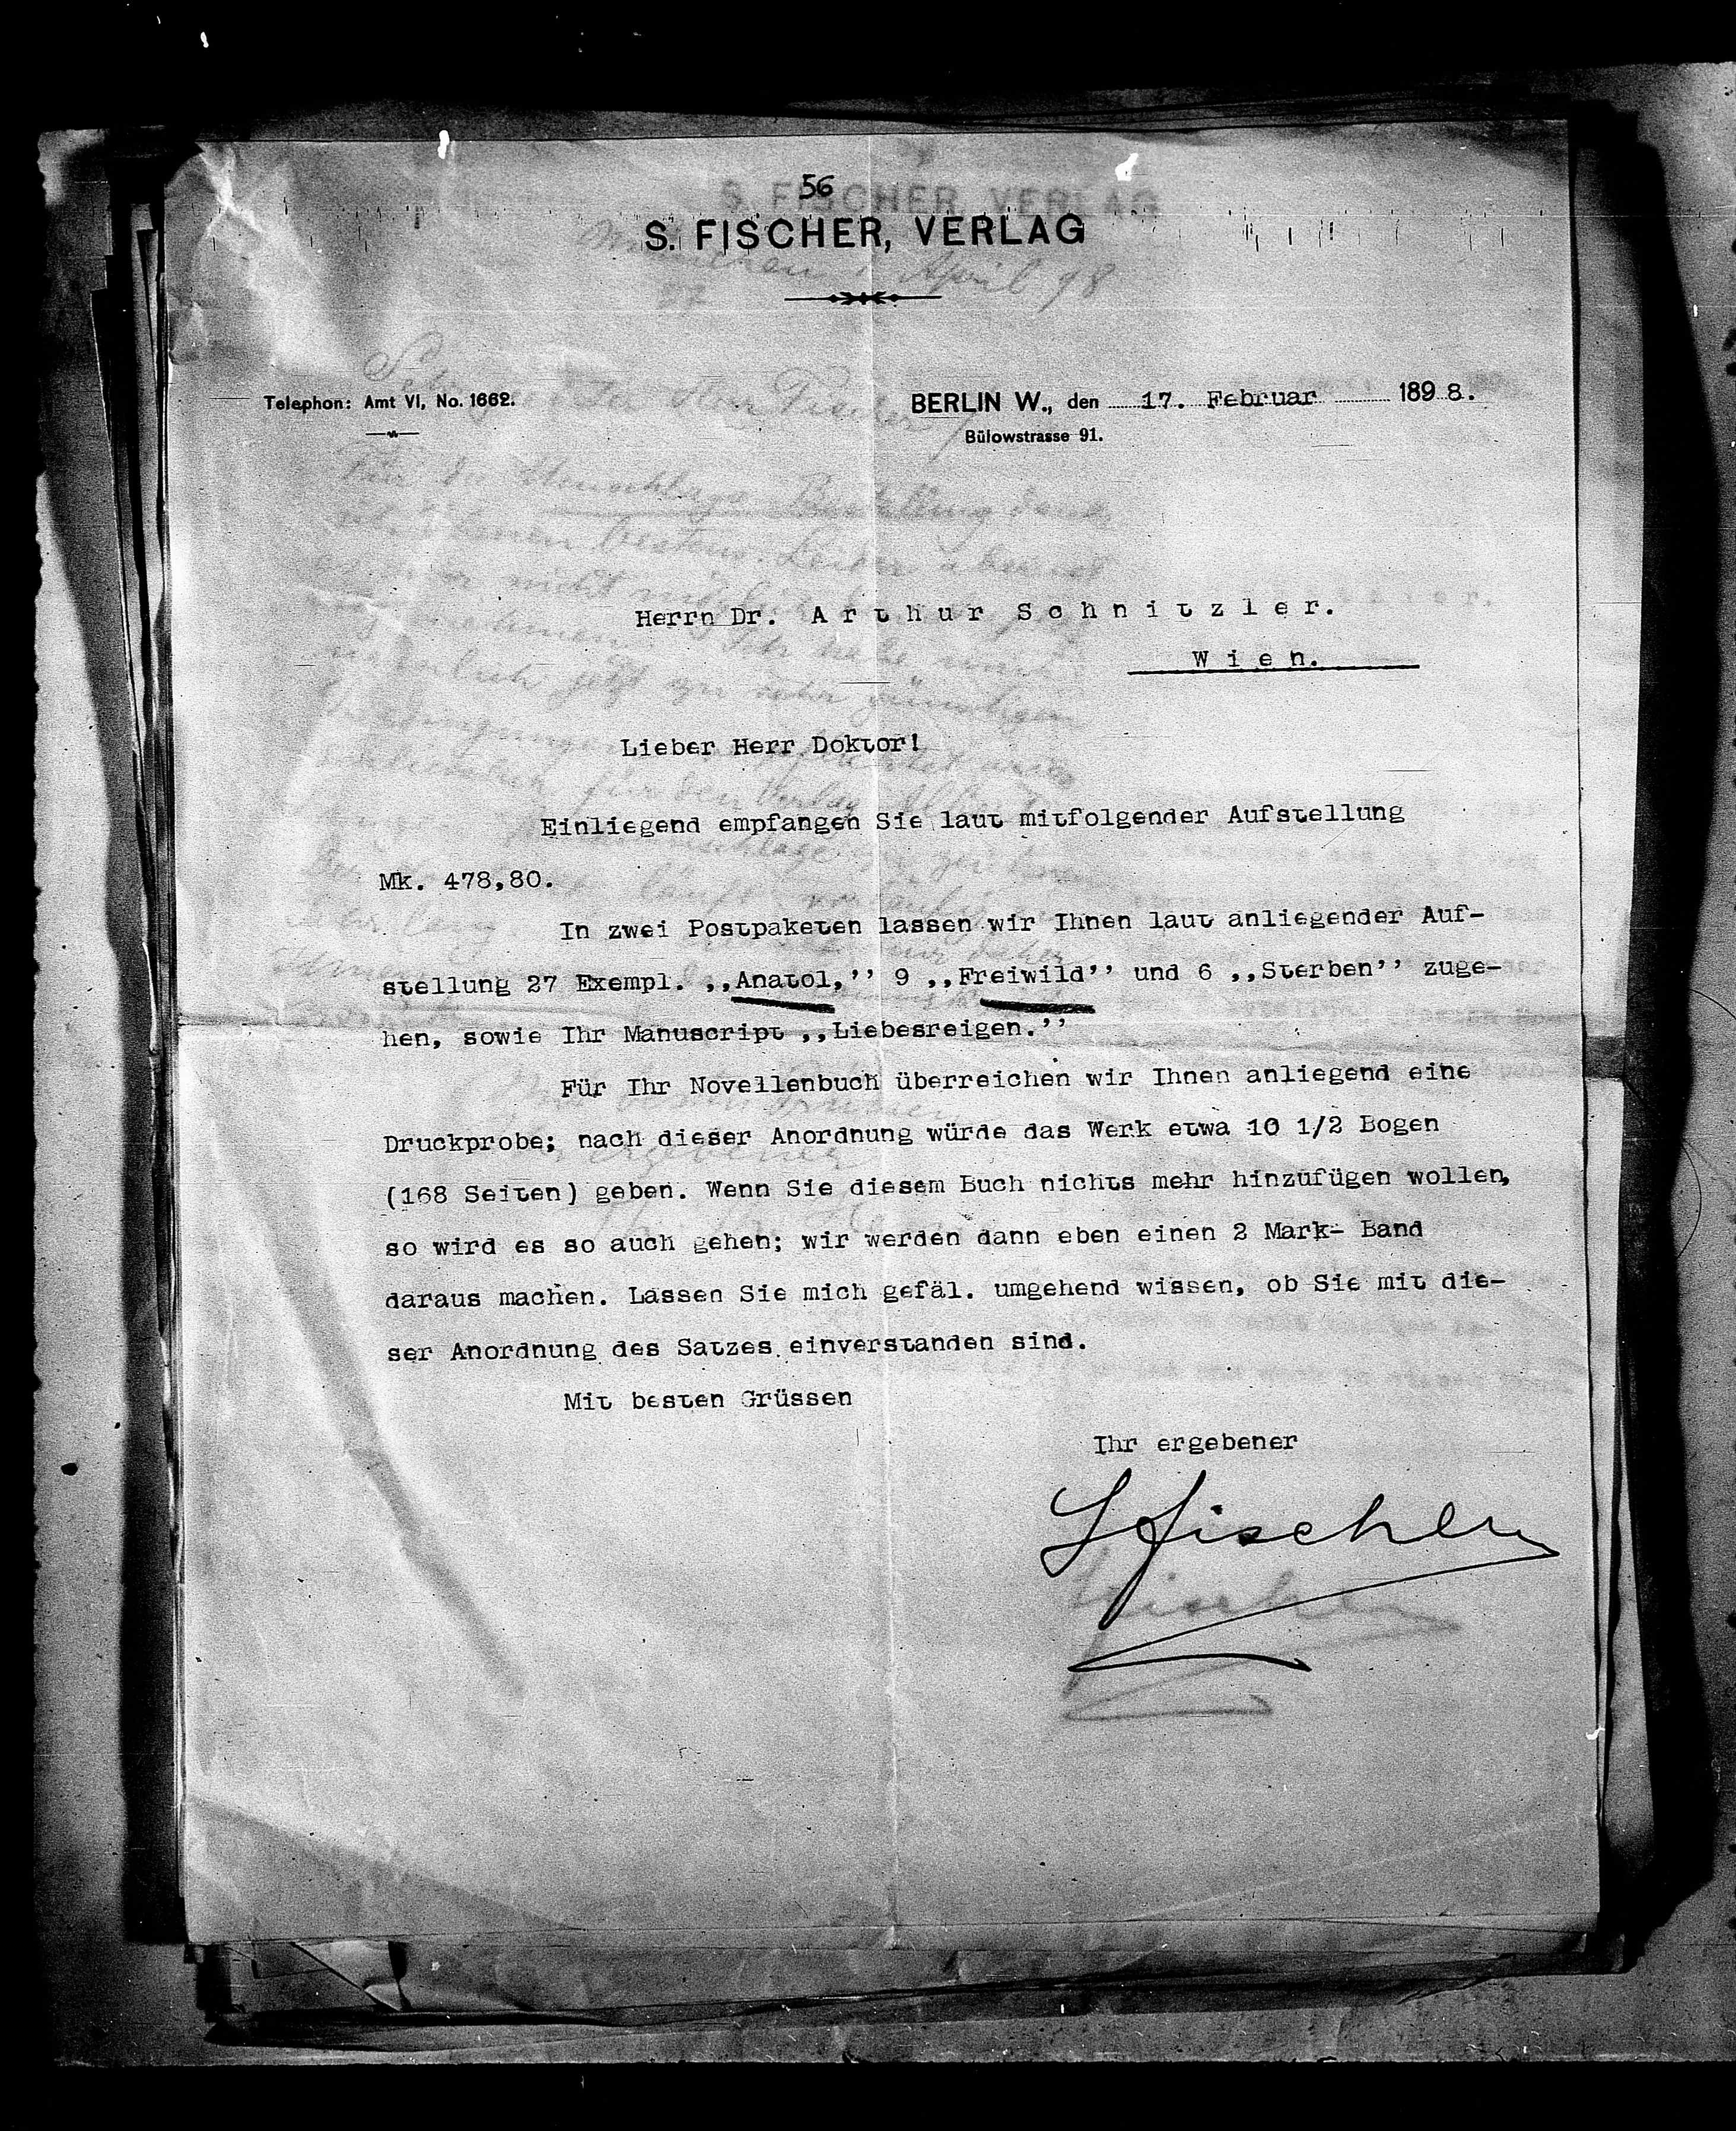 56
S. FISCHER, VERLAG
Telephon: Amt VI, No. 1662.
BERLIN W., den 17. Februar 1898.
Bülowstrasse 91.
Herrn Dr. Arthur Schnitzler.
Wien.
Lieber Herr Doktor!
Einliegend empfangen Sie laut mitfolgender Aufstellung
Mk. 478,80.
In zwei Postpaketen lassen wir Ihnen laut anliegender Auf-
stellung 27 Exempl. ,,Anatol,'' 9 ,,Freiwild'' und 6 ,,Sterben'' zuge-
hen, sowie Ihr Manuscript ,,Liebesreigen.''
Für Ihr Novellenbuch überreichen wir Ihnen anliegend eine
Druckprobe; nach dieser Anordnung würde das Werk etwa 10 1/2 Bogen
(168 Seiten) geben. Wenn Sie diesem Buch nichts mehr hinzufügen wollen,
so wird es so auch gehen; wir werden dann eben einen 2 Mark- Band
daraus machen. Lassen Sie mich gefäl. umgehend wissen, ob Sie mit die-
ser Anordnung des Satzes einverstanden sind.
Mit besten Grüssen
Ihr ergebener
SFischer